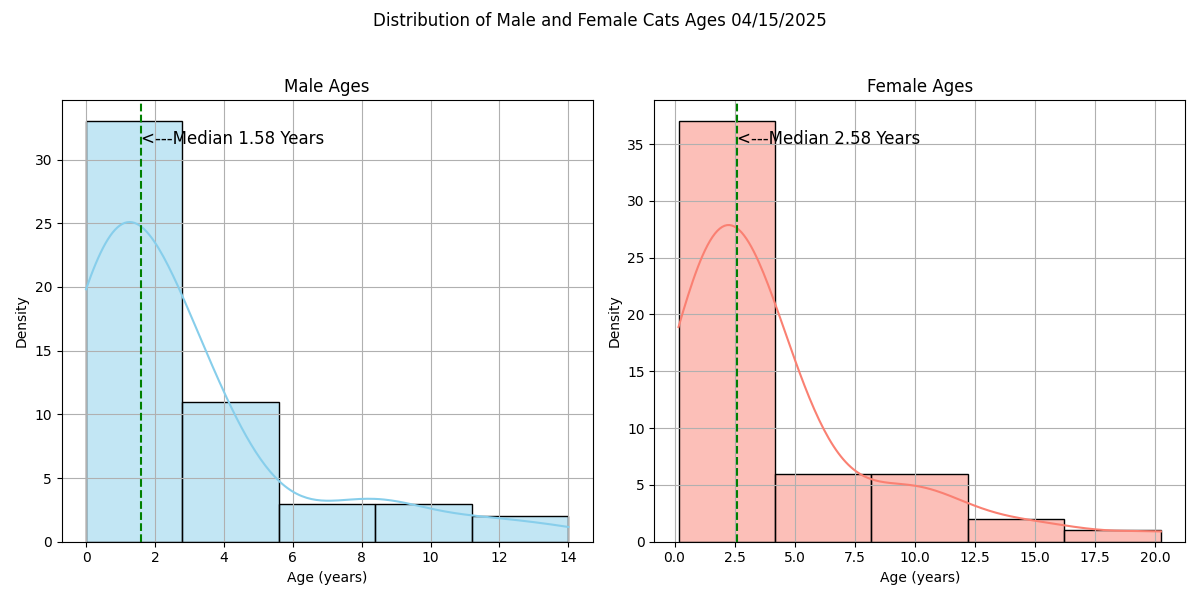 Distribution of Male and Female Cats Ages 04/15/2025
Male Ages
<---Median 1.58 Years
Density
30
25
20
15
10
5
0
0 2 4 6 8 10 12 14
Age (years)
Female Ages
<---Median 2.58 Years
Density
35
30
25
20
15
10
5
0
0.0 2.5 5.0 7.5 10.0 12.5 15.0 17.5 20.0
Age (years)